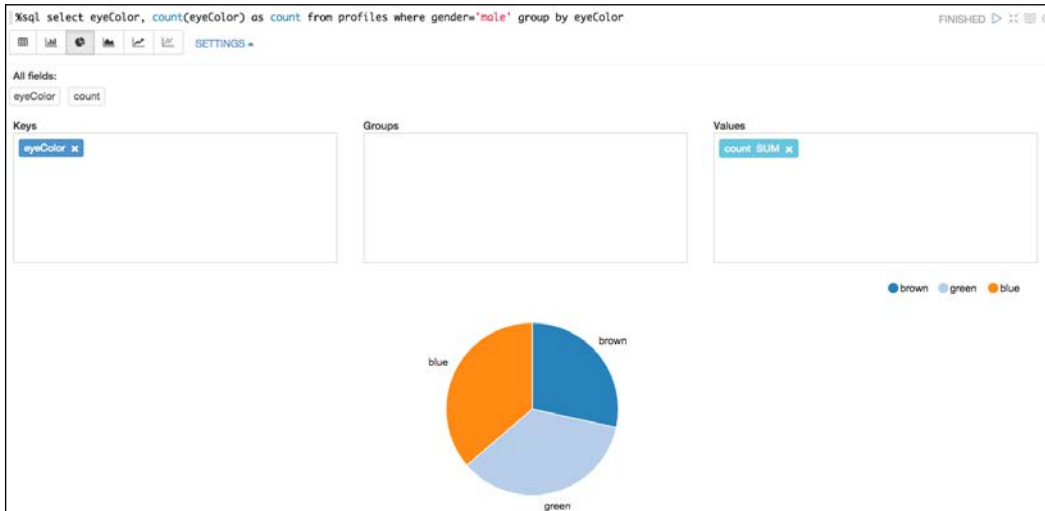 %sql select eyeColor, count(eyeColor) as count from profiles where gender='male' group by eyeColor
FINISHED
SETTINGS
All fields:
eyeColor count
Keys
Groups
Values
eyeColor x
count SUM x
brown green blue
brown
blue
green